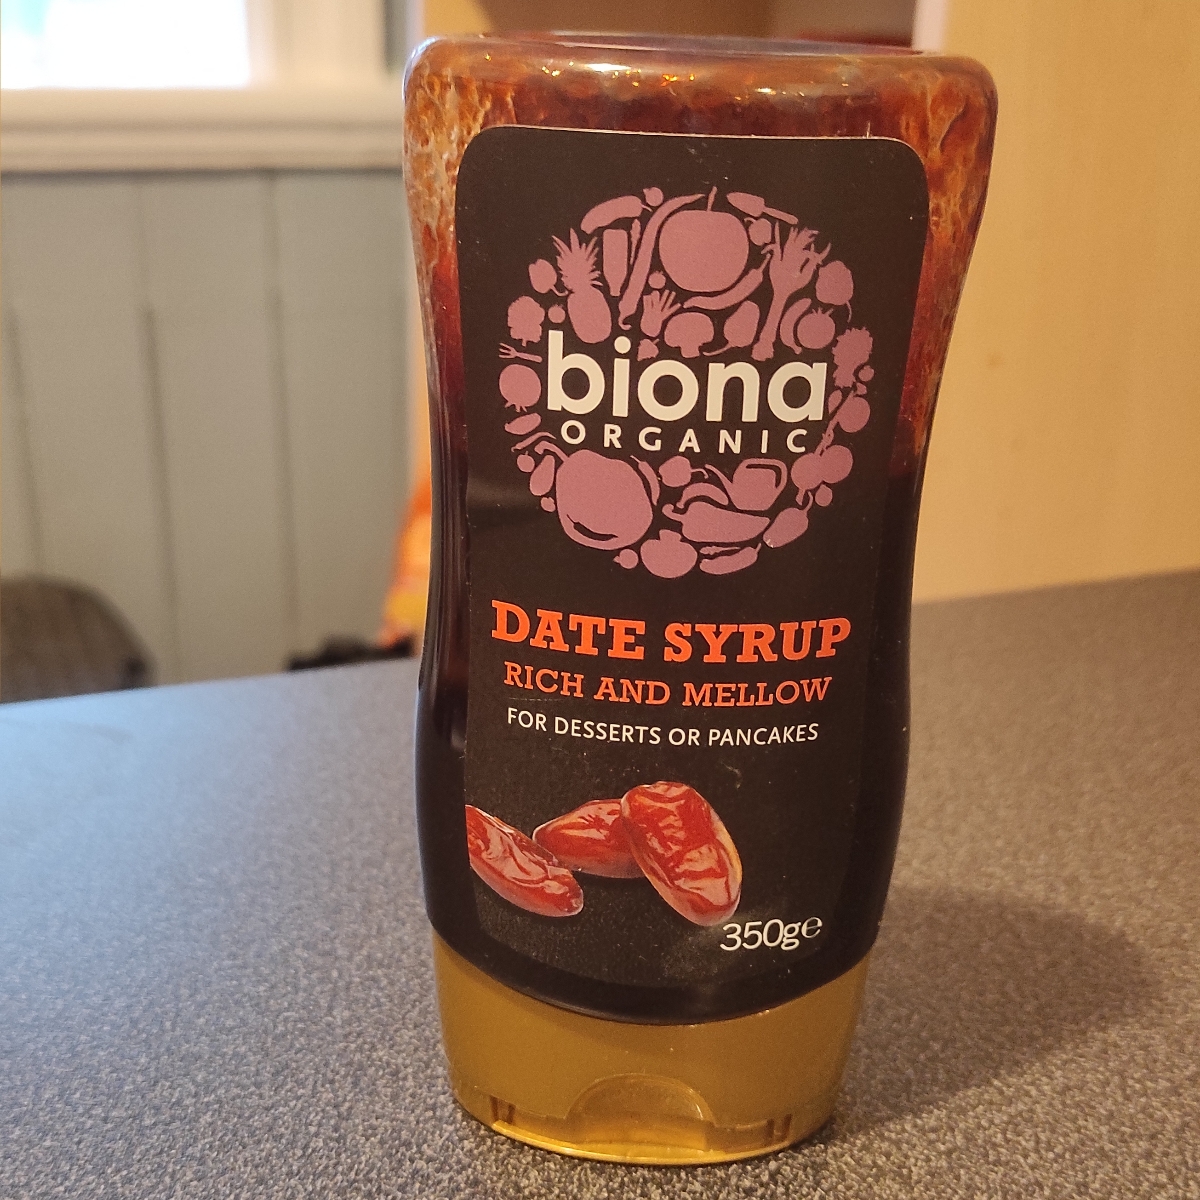 biona
ORGANIC
DATE SYRUP
RICH AND MELLOW
FOR DESSERTS OR PANCAKES
350g℮